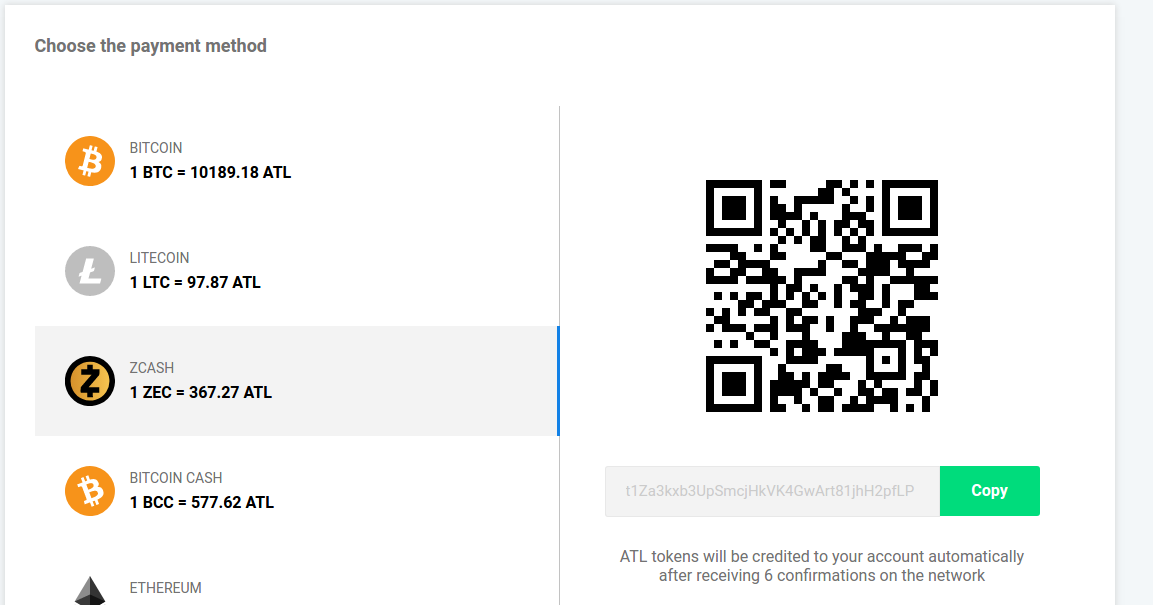 Choose the payment method
BITCOIN
1 BTC = 10189.18 ATL
LITECOIN
1 LTC = 97.87 ATL
ZCASH
1 ZEC = 367.27 ATL
BITCOIN CASH
1 BCC = 577.62 ATL
ETHEREUM
t1Za3kxb3UpSmcjHkVK4GwArt81jhH2pfLP
Copy
ATL tokens will be credited to your account automatically
after receiving 6 confirmations on the network